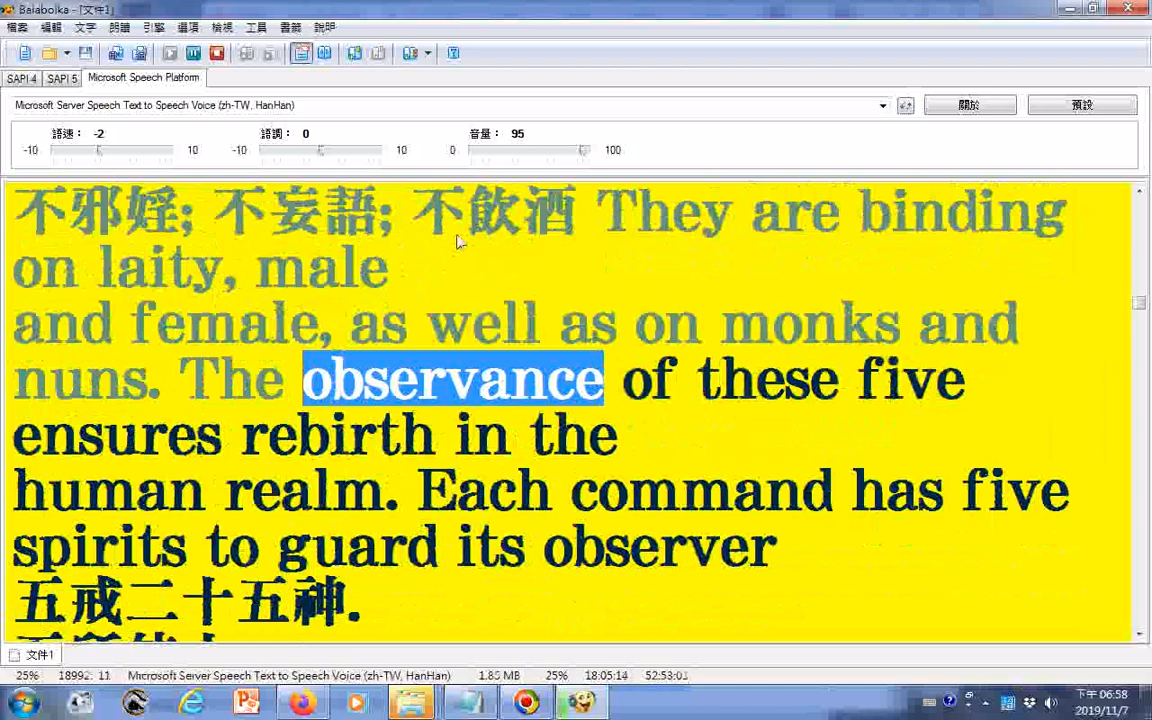 Balabolka - [文件1]
檔案 編輯 文字 朗讀 引擎 選項 檢視 工具 書籤 說明
SAPI 4 SAPI 5 Microsoft Speech Platform
Microsoft Server Speech Text to Speech Voice (zh-TW, HanHan) 關於 預設
語速： -2 語調： 0 音量： 95
-10 10 -10 10 0 100
不邪婬; 不妄語; 不飲酒 They are binding
on laity, male
and female, as well as on monks and
nuns. The observance of these five
ensures rebirth in the
human realm. Each command has five
spirits to guard its observer
五戒二十五神.
文件1
25% 18992: 11 Microsoft Server Speech Text to Speech Voice (zh-TW, HanHan) 1.85 MB 25% 18:05:14 52:53:01
下午 06:58
2019/11/7